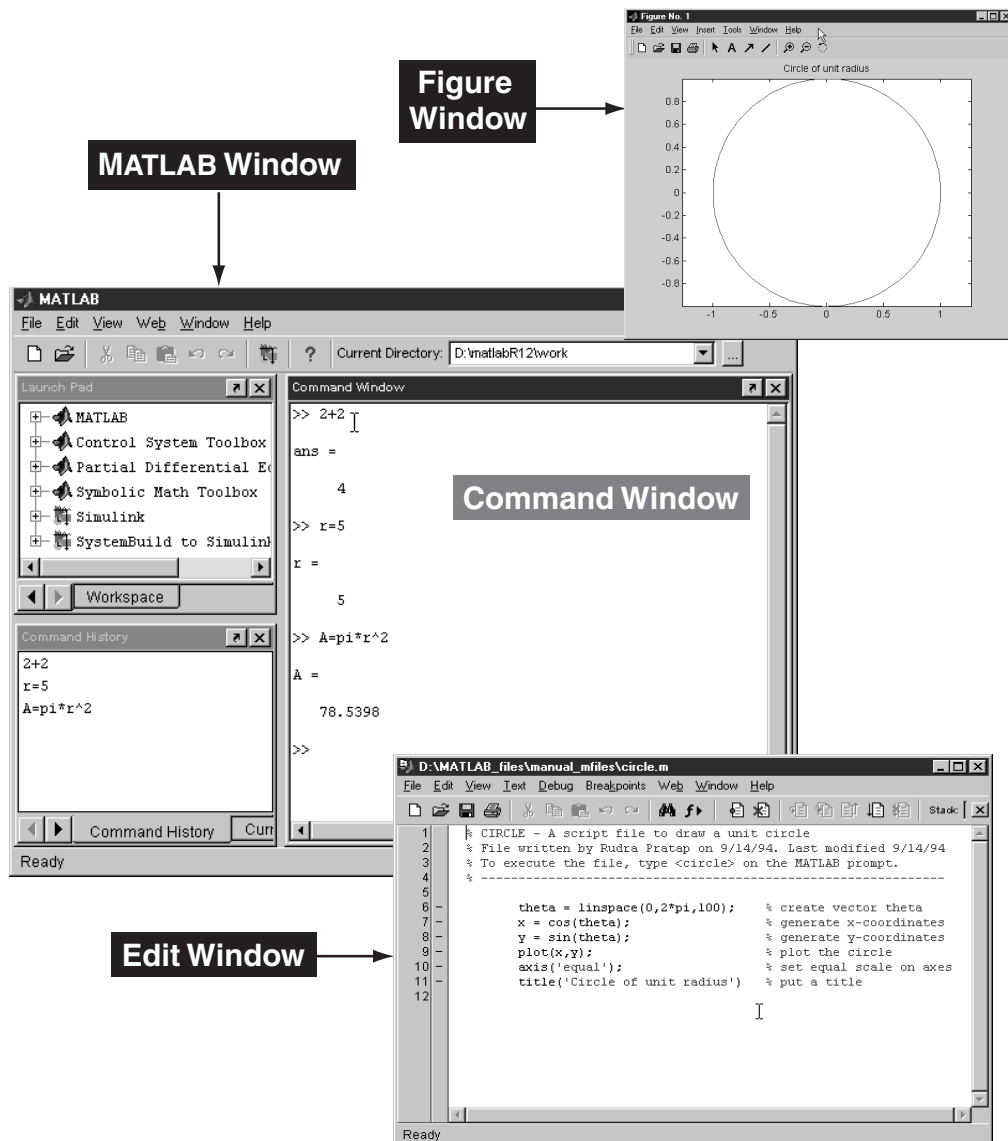 Figure No. 1
File Edit View Insert Tools Window Help
A
Circle of unit radius
0.8
0.6
0.4
0.2
0
-0.2
-0.4
-0.6
-0.8
-1 -0.5 0 0.5 1
Figure
Window
MATLAB Window
MATLAB
File Edit View Web Window Help
? Current Directory: D:\matlabR12\work ...
Launch Pad
MATLAB
Control System Toolbox
Partial Differential Eq
Symbolic Math Toolbox
Simulink
SystemBuild to Simulink
Workspace
Command History
2+2
r=5
A=pi*r^2
Command History Curr
Ready
Command Window
>> 2+2
ans =
4
Command Window
>> r=5
r =
5
>> A=pi*r^2
A =
78.5398
>>
Edit Window
D:\MATLAB_files\manual_mfiles\circle.m
File Edit View Text Debug Breakpoints Web Window Help
Stack:
1 % CIRCLE - A script file to draw a unit circle
2 % File written by Rudra Pratap on 9/14/94. Last modified 9/14/94
3 % To execute the file, type <circle> on the MATLAB prompt.
4 % ---------------------------------------------------------------
5
6 - theta = linspace(0,2*pi,100); % create vector theta
7 - x = cos(theta); % generate x-coordinates
8 - y = sin(theta); % generate y-coordinates
9 - plot(x,y); % plot the circle
10 - axis('equal'); % set equal scale on axes
11 - title('Circle of unit radius') % put a title
12
Ready